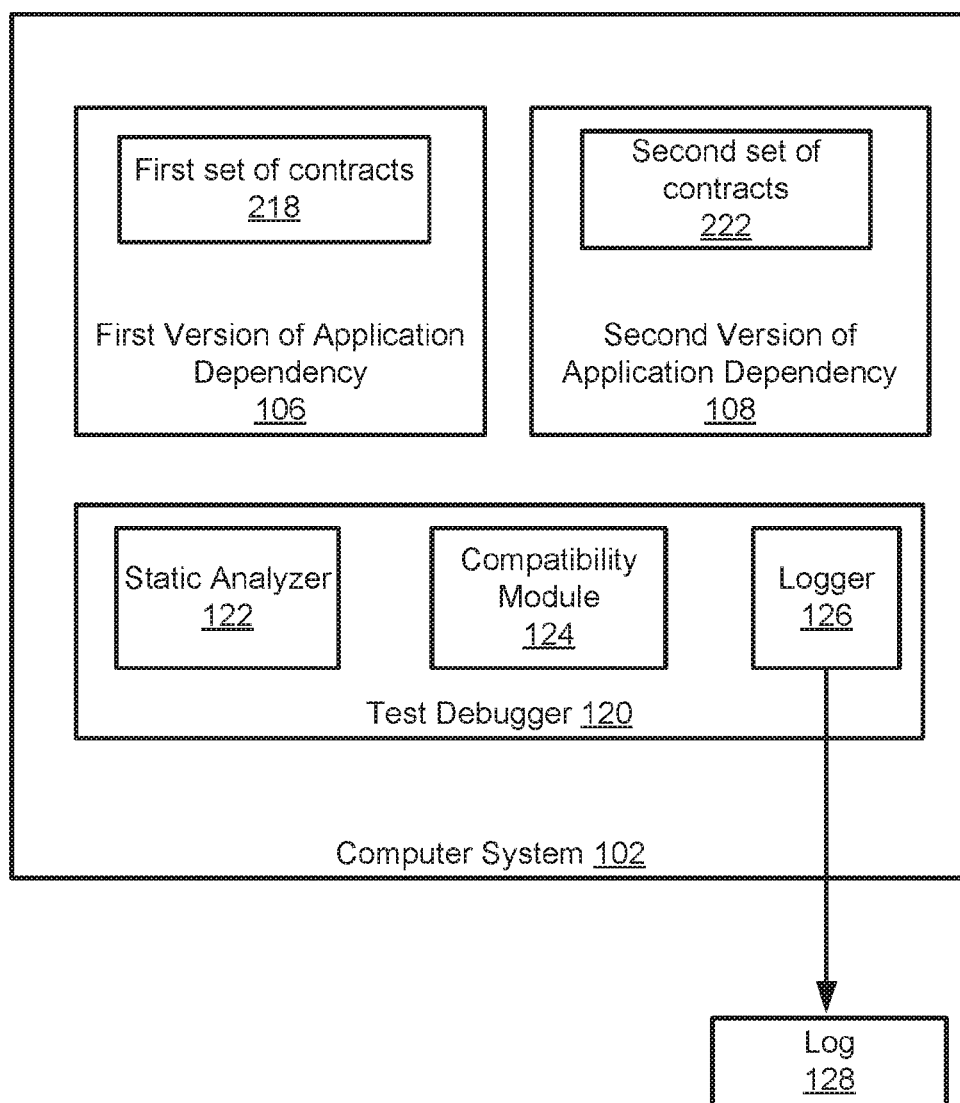 First set of contracts
218
First Version of Application
Dependency
106
Second set of
contracts
222
Second Version of
Application Dependency
108
Static Analyzer
122
Compatibility
Module
124
Logger
126
Test Debugger 120
Computer System 102
Log
128